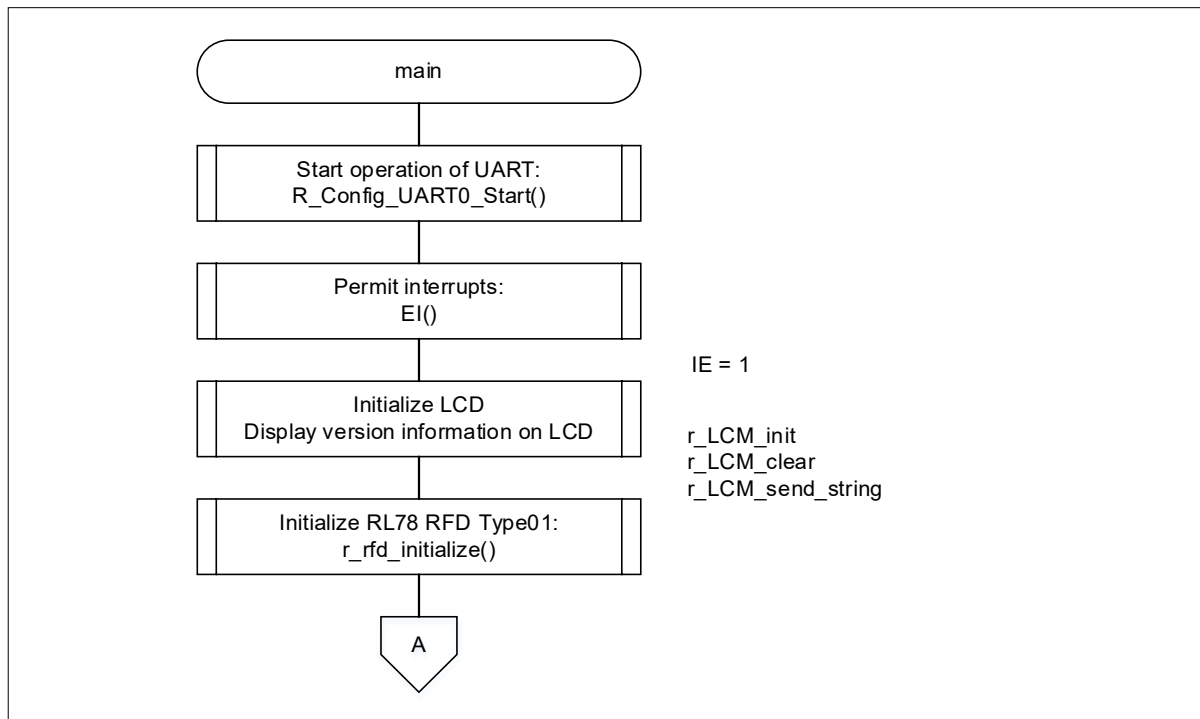 main
Start operation of UART:
R_Config_UART0_Start()
Permit interrupts:
EI()
IE = 1
Initialize LCD
Display version information on LCD
r_LCM_init
r_LCM_clear
r_LCM_send_string
Initialize RL78 RFD Type01:
r_rfd_initialize()
A